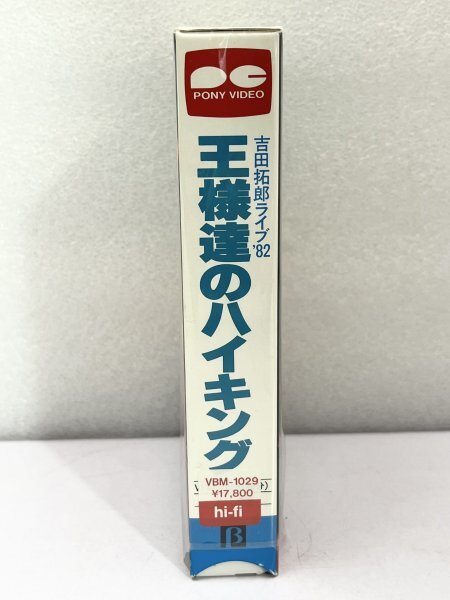 PONY VIDEO
吉田拓郎ライブ'82
王様達のハイキング
VBM-1029
¥17,800
hi-fi
β